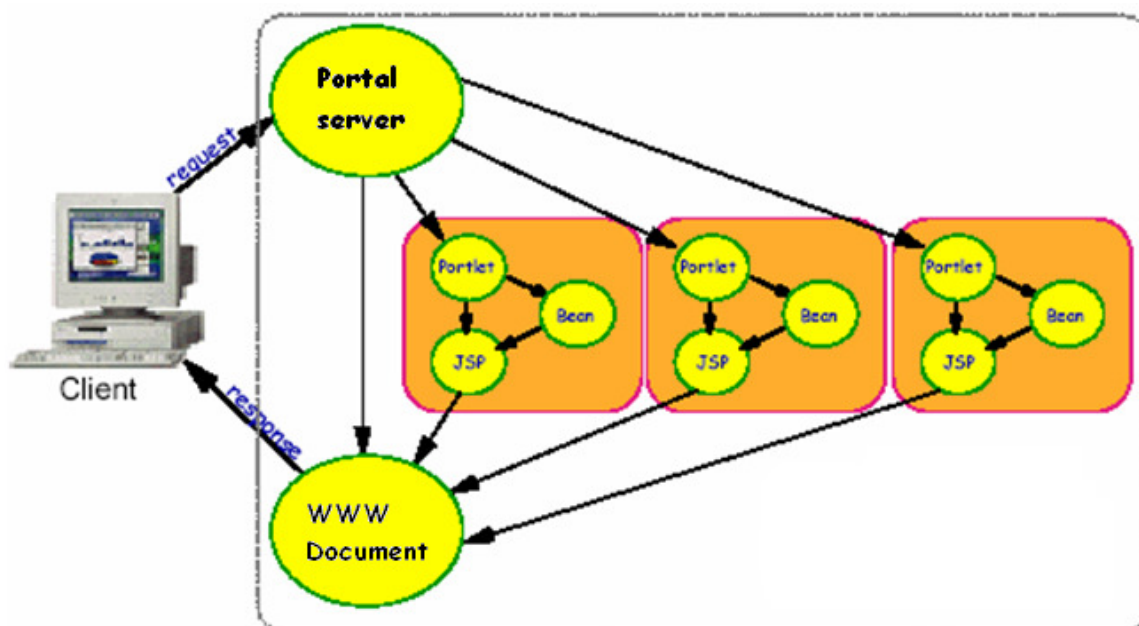 Portal
server
request
Client
response
Portlet
Bean
JSP
Portlet
Bean
JSP
Portlet
Bean
JSP
WWW
Document